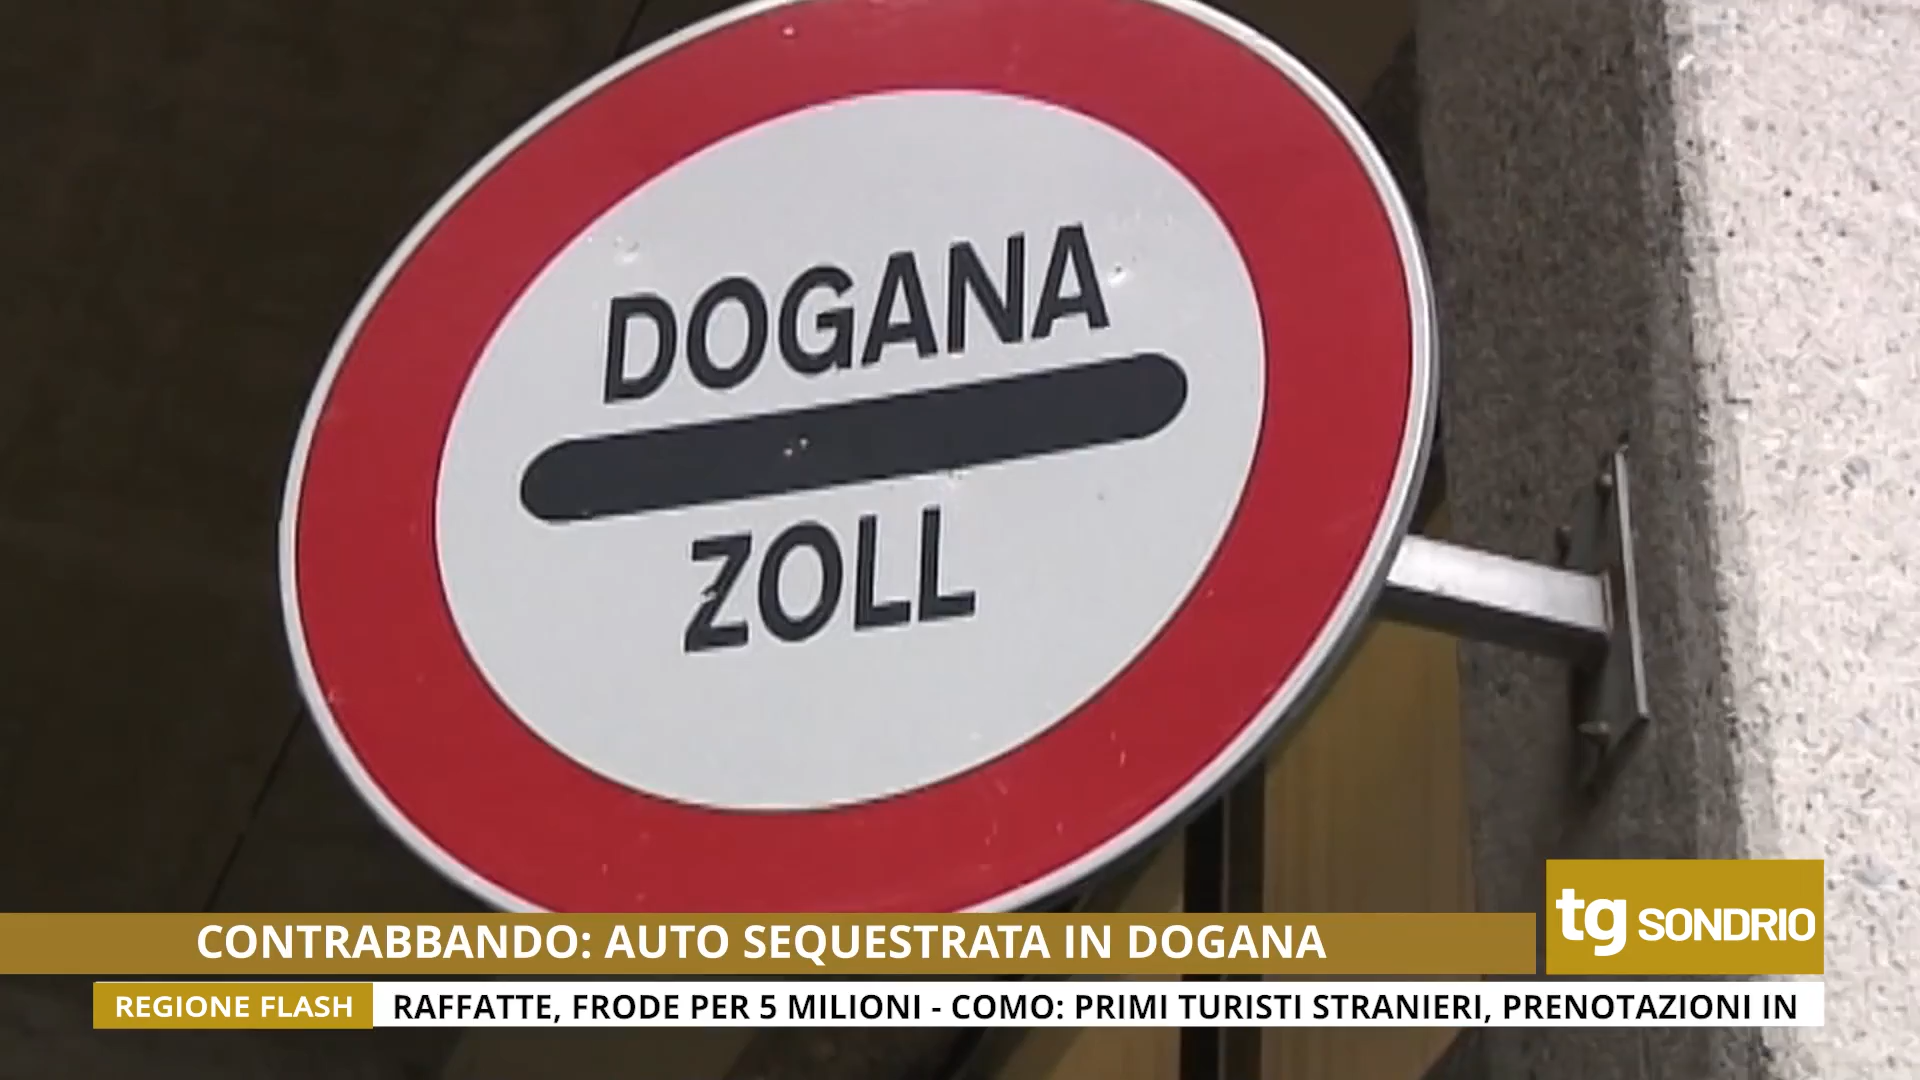 DOGANA
ZOLL
CONTRABBANDO: AUTO SEQUESTRATA IN DOGANA
tg SONDRIO
REGIONE FLASH
RAFFATTE, FRODE PER 5 MILIONI - COMO: PRIMI TURISTI STRANIERI, PRENOTAZIONI IN